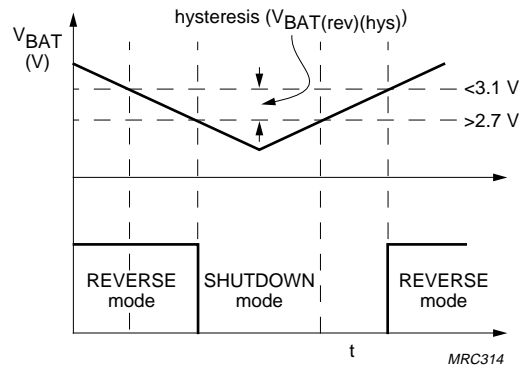 hysteresis (VBAT(rev)(hys))
VBAT
(V)
<3.1 V
>2.7 V
REVERSE
mode
SHUTDOWN
mode
REVERSE
mode
t
MRC314